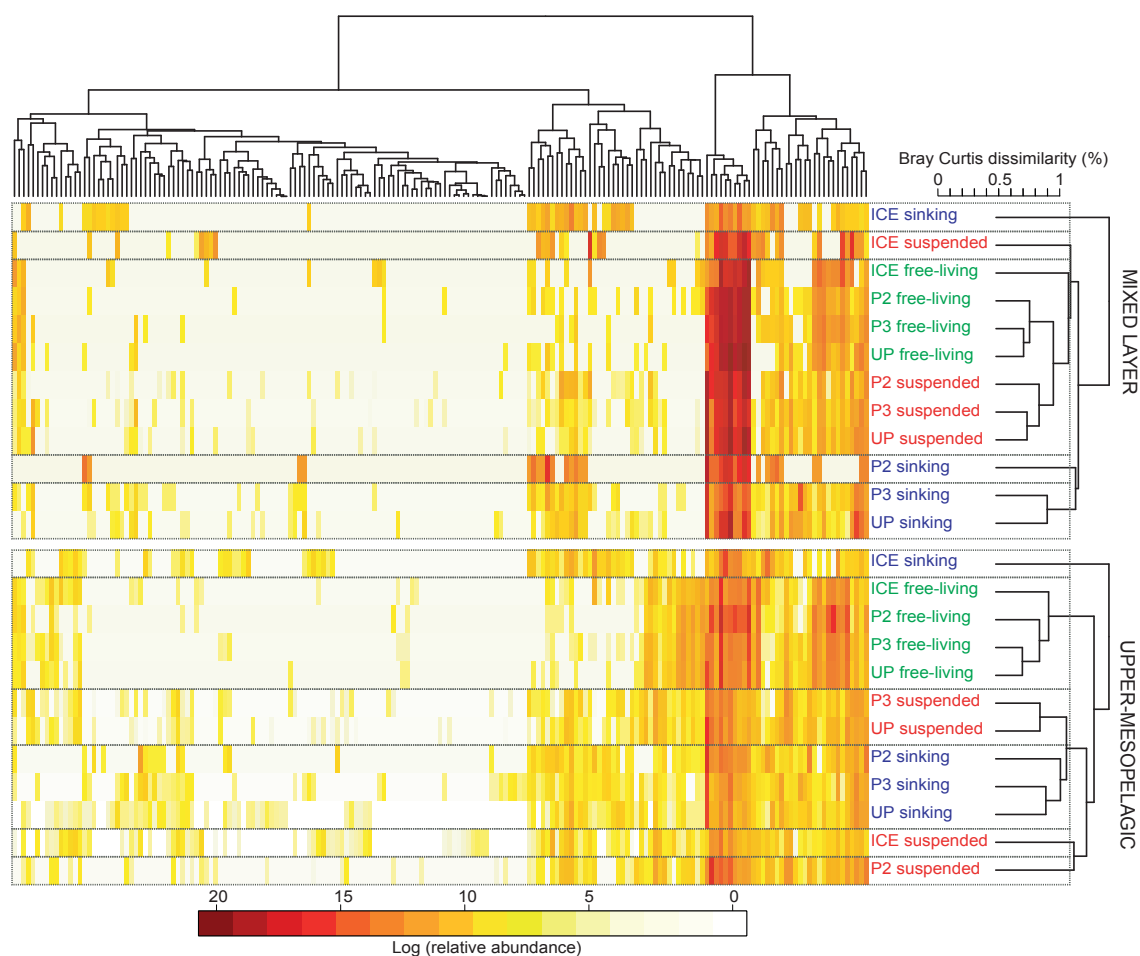 Bray Curtis dissimilarity (%)
0 0.5 1
ICE sinking
ICE suspended
ICE free-living
P2 free-living
P3 free-living
UP free-living
P2 suspended
P3 suspended
UP suspended
P2 sinking
P3 sinking
UP sinking
MIXED LAYER
ICE sinking
ICE free-living
P2 free-living
P3 free-living
UP free-living
P3 suspended
UP suspended
P2 sinking
P3 sinking
UP sinking
ICE suspended
P2 suspended
UPPER-MESOPELAGIC
20 15 10 5 0
Log (relative abundance)